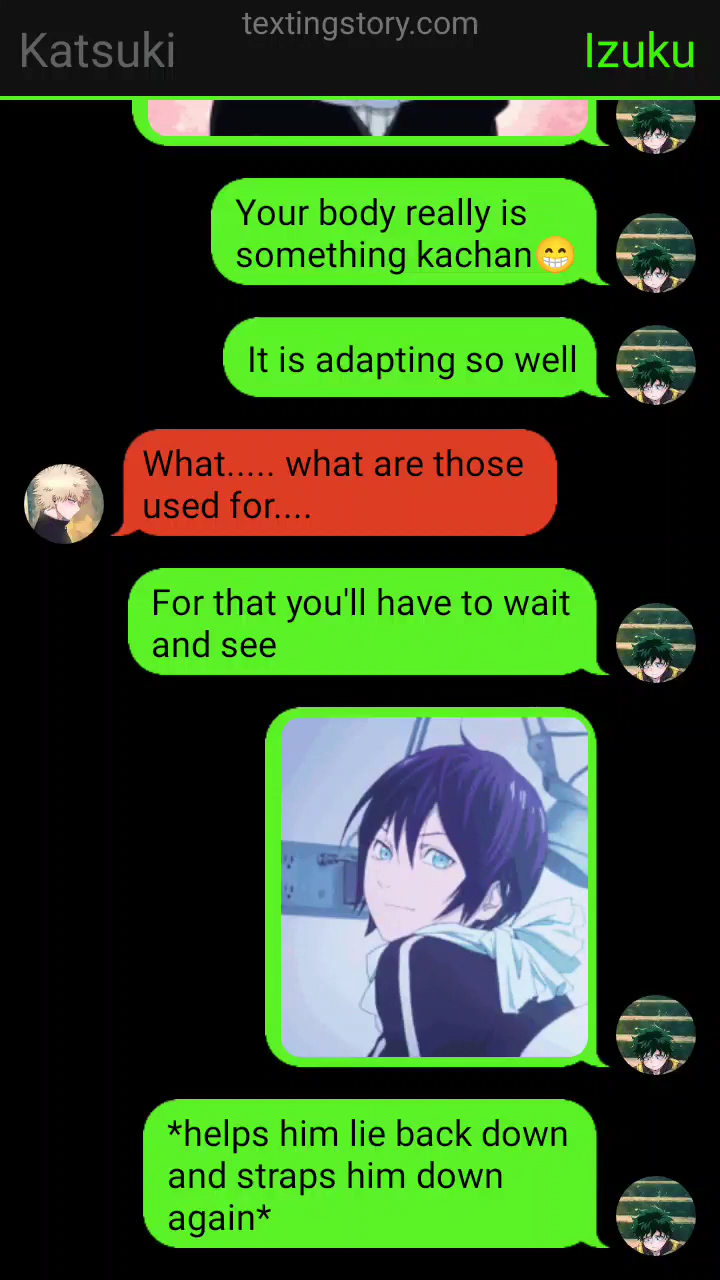 textingstory.com
Katsuki
Izuku
Your body really is
something kachan😁
It is adapting so well
What..... what are those
used for....
For that you'll have to wait
and see
*helps him lie back down
and straps him down
again*